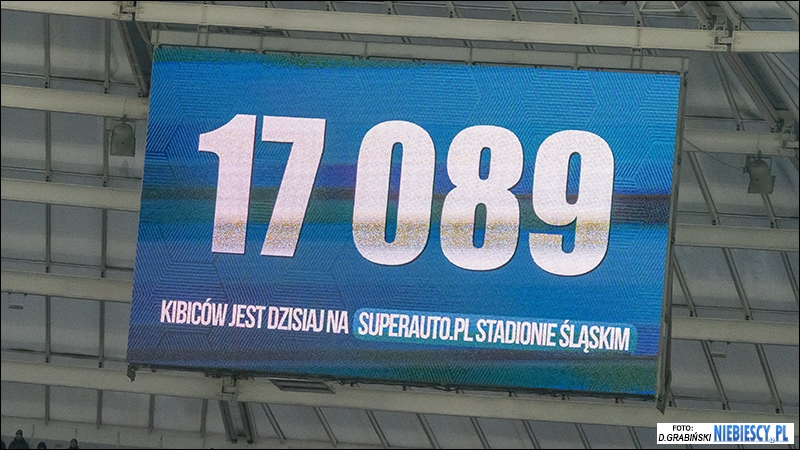 17 089
KIBICÓW JEST DZISIAJ NA SUPERAUTO.PL STADIONIE ŚLĄSKIM
FOTO:
D.GRABIŃSKI NIEBIESCY.PL